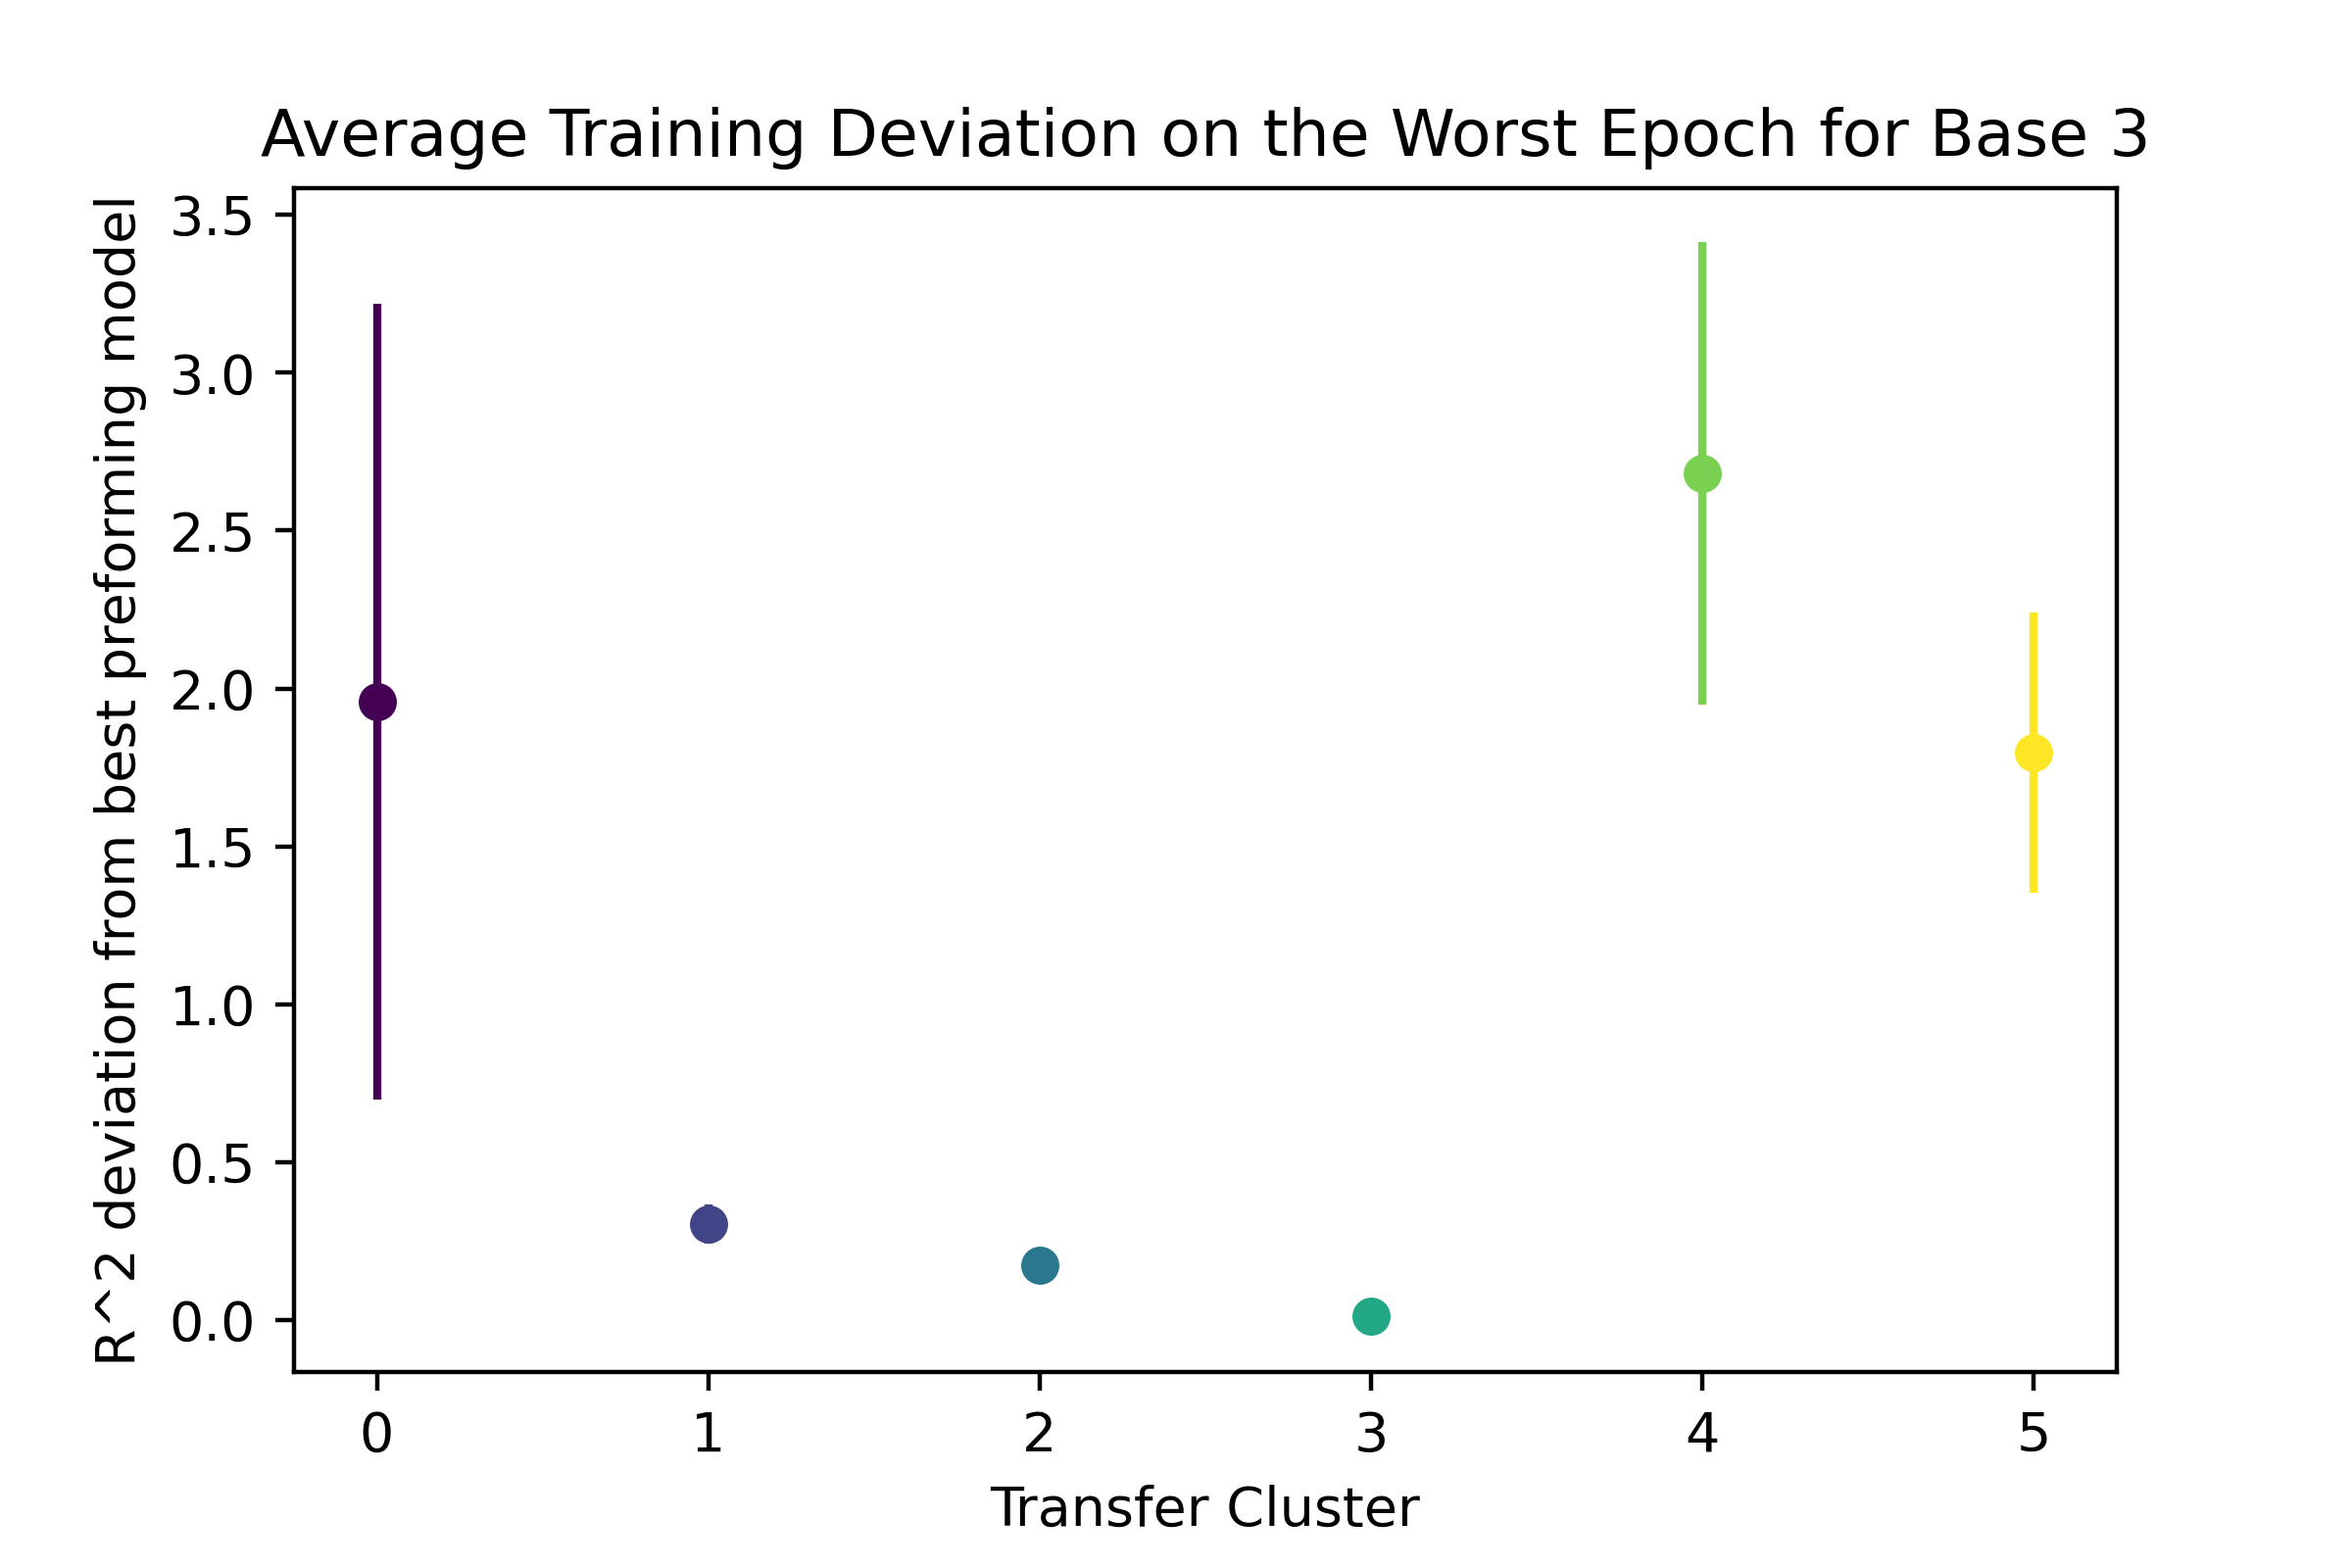 Average Training Deviation on the Worst Epoch for Base 3
R^2 deviation from best preforming model
3.5
3.0
2.5
2.0
1.5
1.0
0.5
0.0
0 1 2 3 4 5
Transfer Cluster